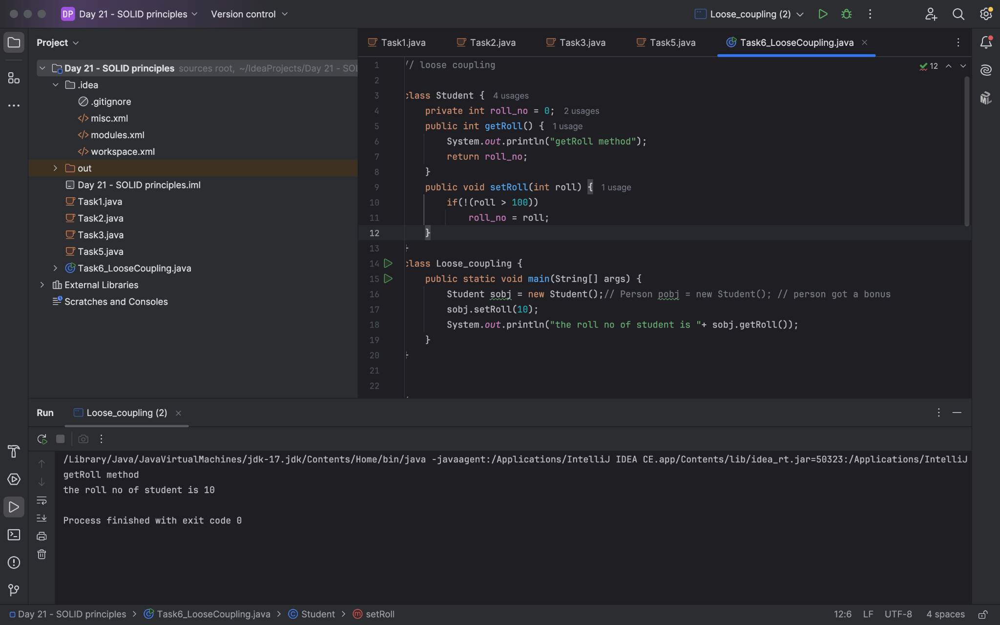 DP Day 21 - SOLID principles Version control Loose_coupling (2)
Project
Day 21 - SOLID principles sources root, ~/IdeaProjects/Day 21 - SOL
.idea
.gitignore
misc.xml
modules.xml
workspace.xml
out
Day 21 - SOLID principles.iml
Task1.java
Task2.java
Task3.java
Task5.java
Task6_LooseCoupling.java
External Libraries
Scratches and Consoles
Task1.java Task2.java Task3.java Task5.java Task6_LooseCoupling.java
12
1 // loose coupling
2
3 class Student { 4 usages
4 private int roll_no = 0; 2 usages
5 public int getRoll() { 1 usage
6 System.out.println("getRoll method");
7 return roll_no;
8 }
9 public void setRoll(int roll) { 1 usage
10 if(!(roll > 100))
11 roll_no = roll;
12 }
13 }
14 class Loose_coupling {
15 public static void main(String[] args) {
16 Student sobj = new Student();// Person pobj = new Student(); // person got a bonus
17 sobj.setRoll(10);
18 System.out.println("the roll no of student is "+ sobj.getRoll());
19 }
20 }
21
22
Run Loose_coupling (2)
/Library/Java/JavaVirtualMachines/jdk-17.jdk/Contents/Home/bin/java -javaagent:/Applications/IntelliJ IDEA CE.app/Contents/lib/idea_rt.jar=50323:/Applications/IntelliJ
getRoll method
the roll no of student is 10
Process finished with exit code 0
Day 21 - SOLID principles > Task6_LooseCoupling.java > Student > setRoll 12:6 LF UTF-8 4 spaces